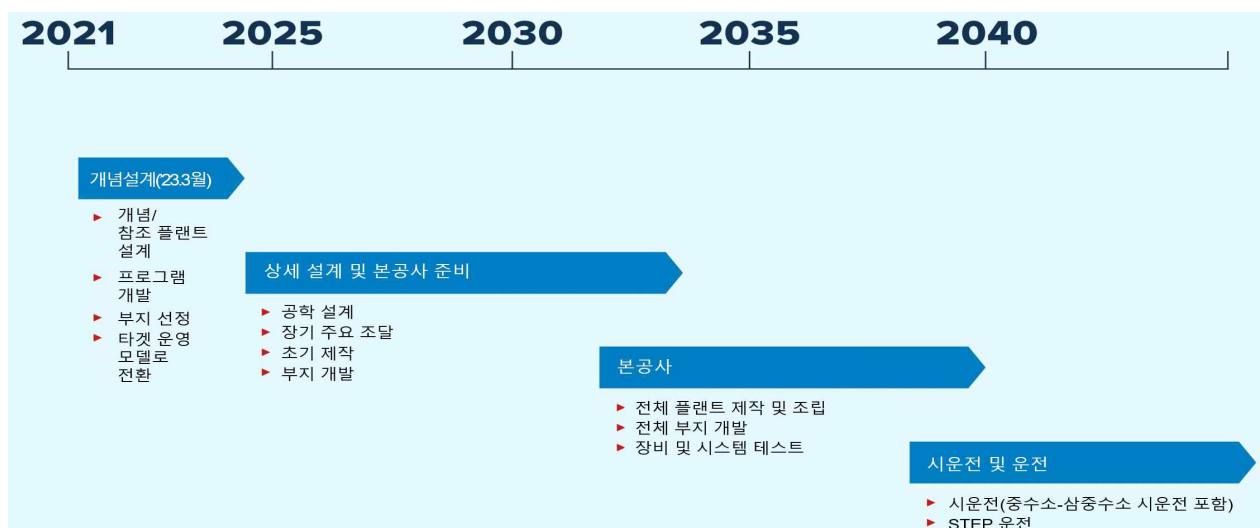 2021 2025 2030 2035 2040
개념설계('23.3월)
개념/
참조 플랜트
설계
프로그램
개발
부지 선정
타겟 운영
모델로
전환
상세 설계 및 본공사 준비
공학 설계
장기 주요 조달
초기 제작
부지 개발
본공사
전체 플랜트 제작 및 조립
전체 부지 개발
장비 및 시스템 테스트
시운전 및 운전
시운전(중수소-삼중수소 시운전 포함)
STEP 운전